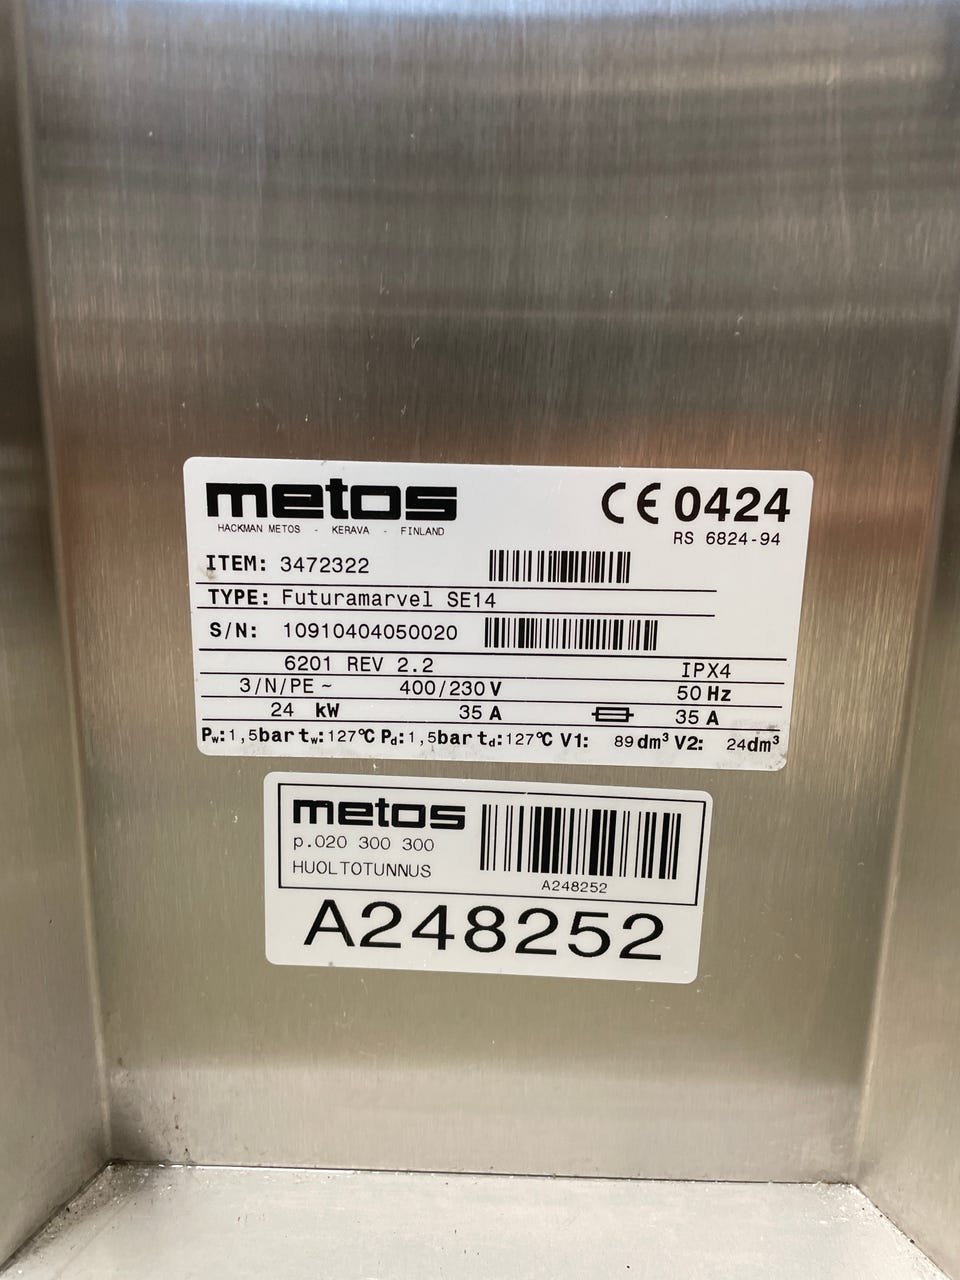 metos CE 0424
HACKMAN METOS - KERAVA - FINLAND RS 6824-94
ITEM: 3472322
TYPE: Futuramarvel SE14
S/N: 10910404050020
6201 REV 2.2 IPX4
3/N/PE ~ 400/230 V 50 Hz
24 kW 35 A 35 A
Pw:1,5bar tw:127°C Pd:1,5bar td:127°C V1: 89dm³ V2: 24dm³
metos
p.020 300 300
HUOLTOTUNNUS
A248252
A248252